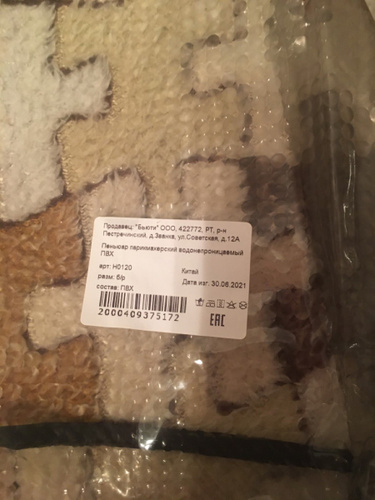 Продавец: "Бьюти" ООО, 422772, РТ, р-н
Пестречинский, д.Званка, ул.Советская, д.12А
Пеньюар парикмахерский водонепроницаемый
ПВХ
арт: H0120
Китай
разм: б/р
Дата изг. 30.06.2021
состав: ПВХ
2000409375172
EAC